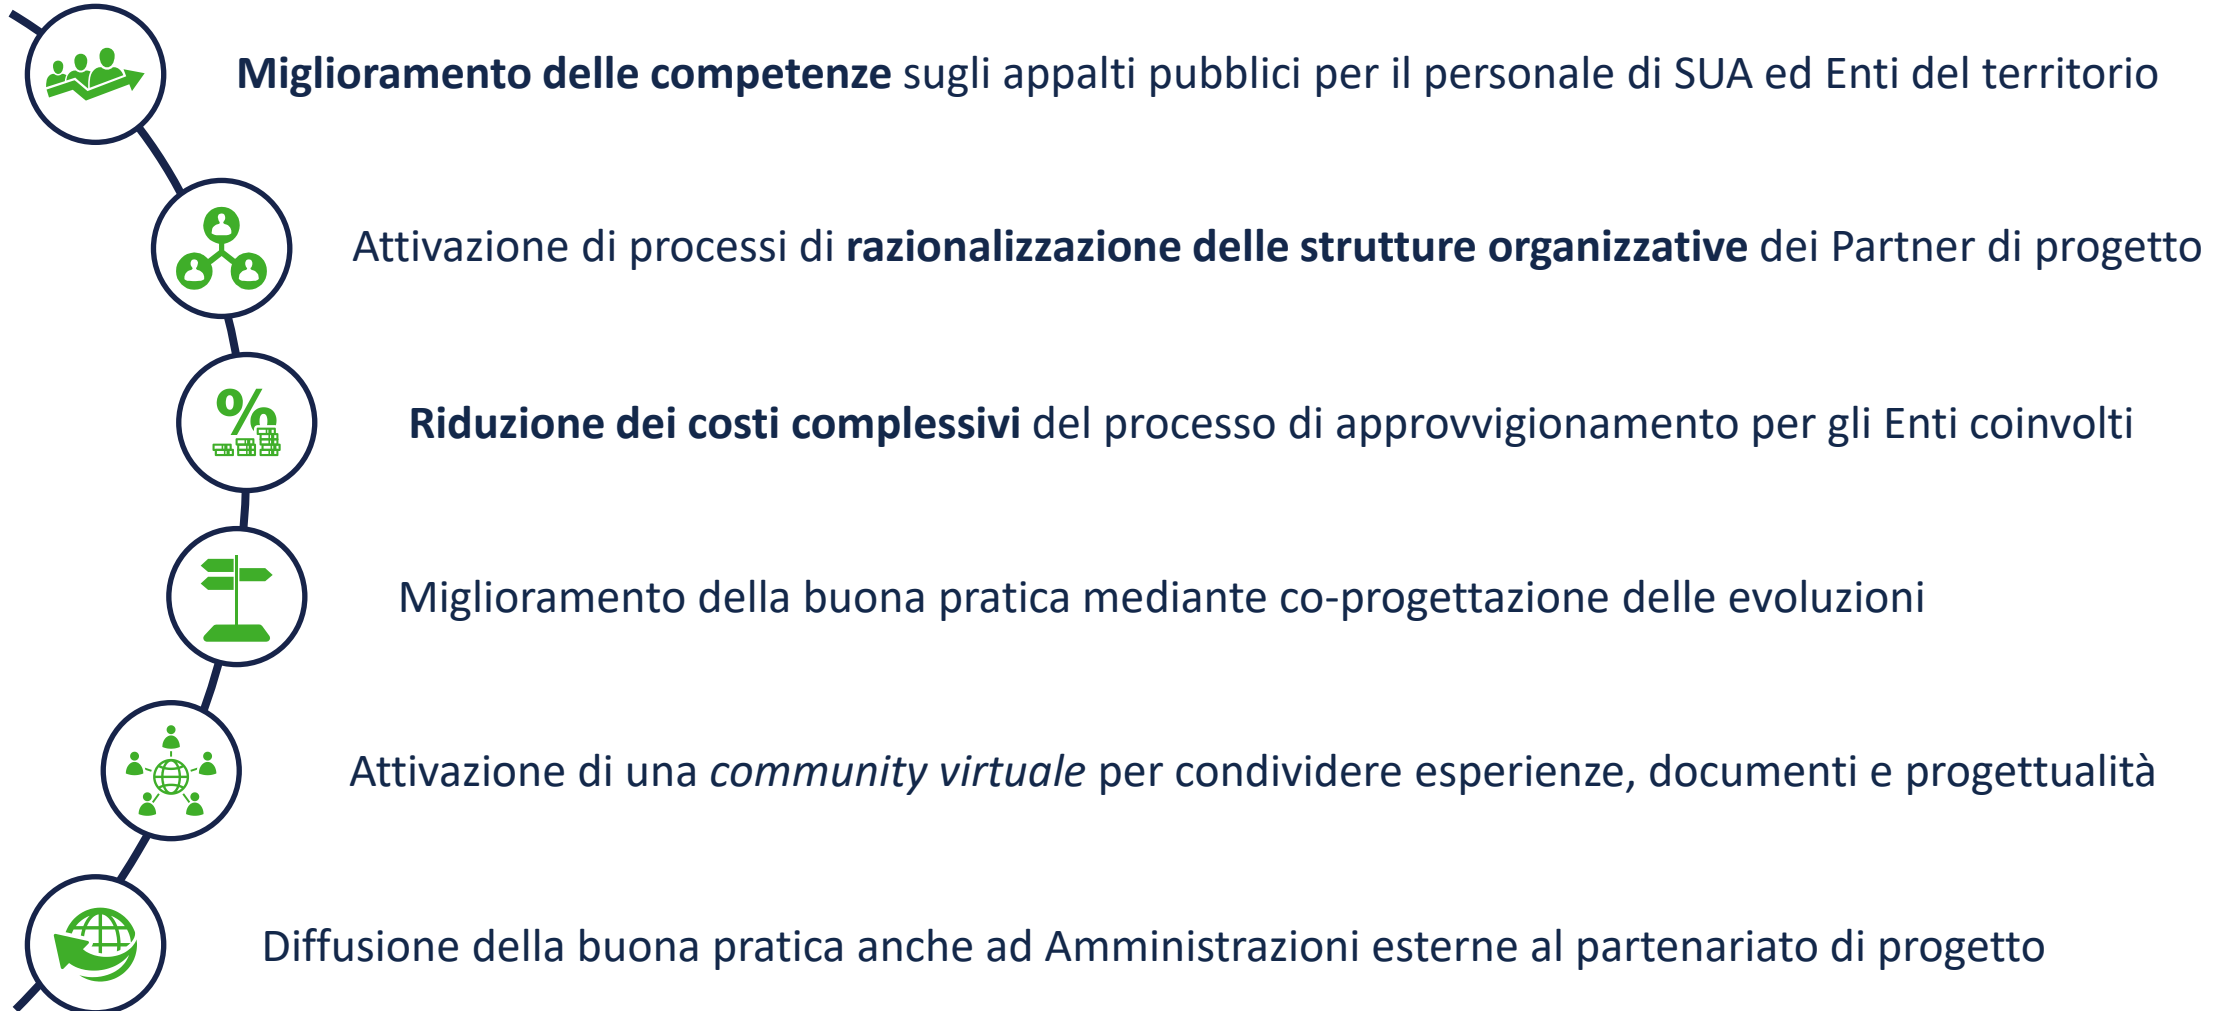 Miglioramento delle competenze sugli appalti pubblici per il personale di SUA ed Enti del territorio
Attivazione di processi di razionalizzazione delle strutture organizzative dei Partner di progetto
%
Riduzione dei costi complessivi del processo di approvvigionamento per gli Enti coinvolti
Miglioramento della buona pratica mediante co-progettazione delle evoluzioni
Attivazione di una community virtuale per condividere esperienze, documenti e progettualità
Diffusione della buona pratica anche ad Amministrazioni esterne al partenariato di progetto